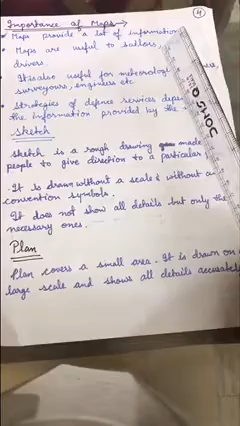 4
Importance of Maps
Maps provide a lot of information
Maps are useful to sailors,
drivers.
It is also useful for meteorologi
surveyours, engineers etc
Strategies of defence services depe
the information provided by the
Sketch
Sketch is a rough drawing made
people to give direction to a particular
It is drawn without a scale & without a
convention symbols.
It does not show all details but only the
necessary ones.
Plan
Plan covers a small area. It is drawn on
large scale and shows all details accurately